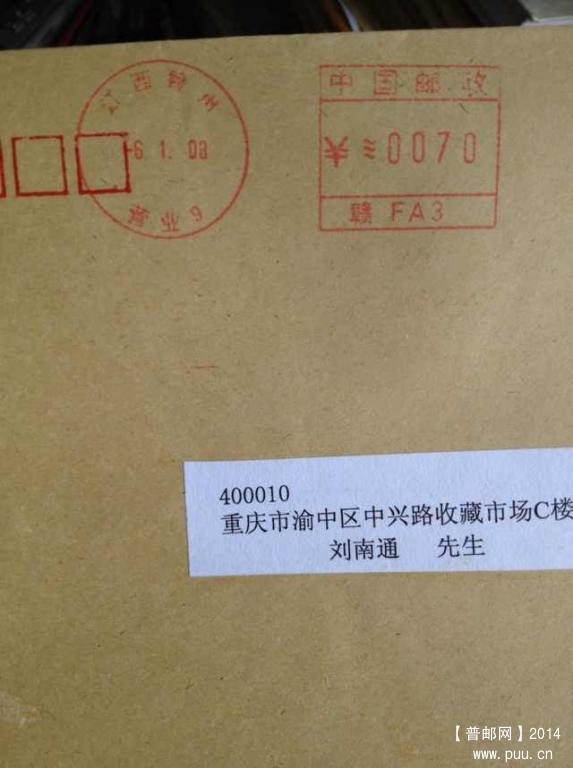 江西赣州
6.1.08
营业 6
中国邮政
¥≈0070
赣 FA3
400010
重庆市渝中区中兴路收藏市场C楼
刘南通 先生
【普邮网】2014
www.puu.cn